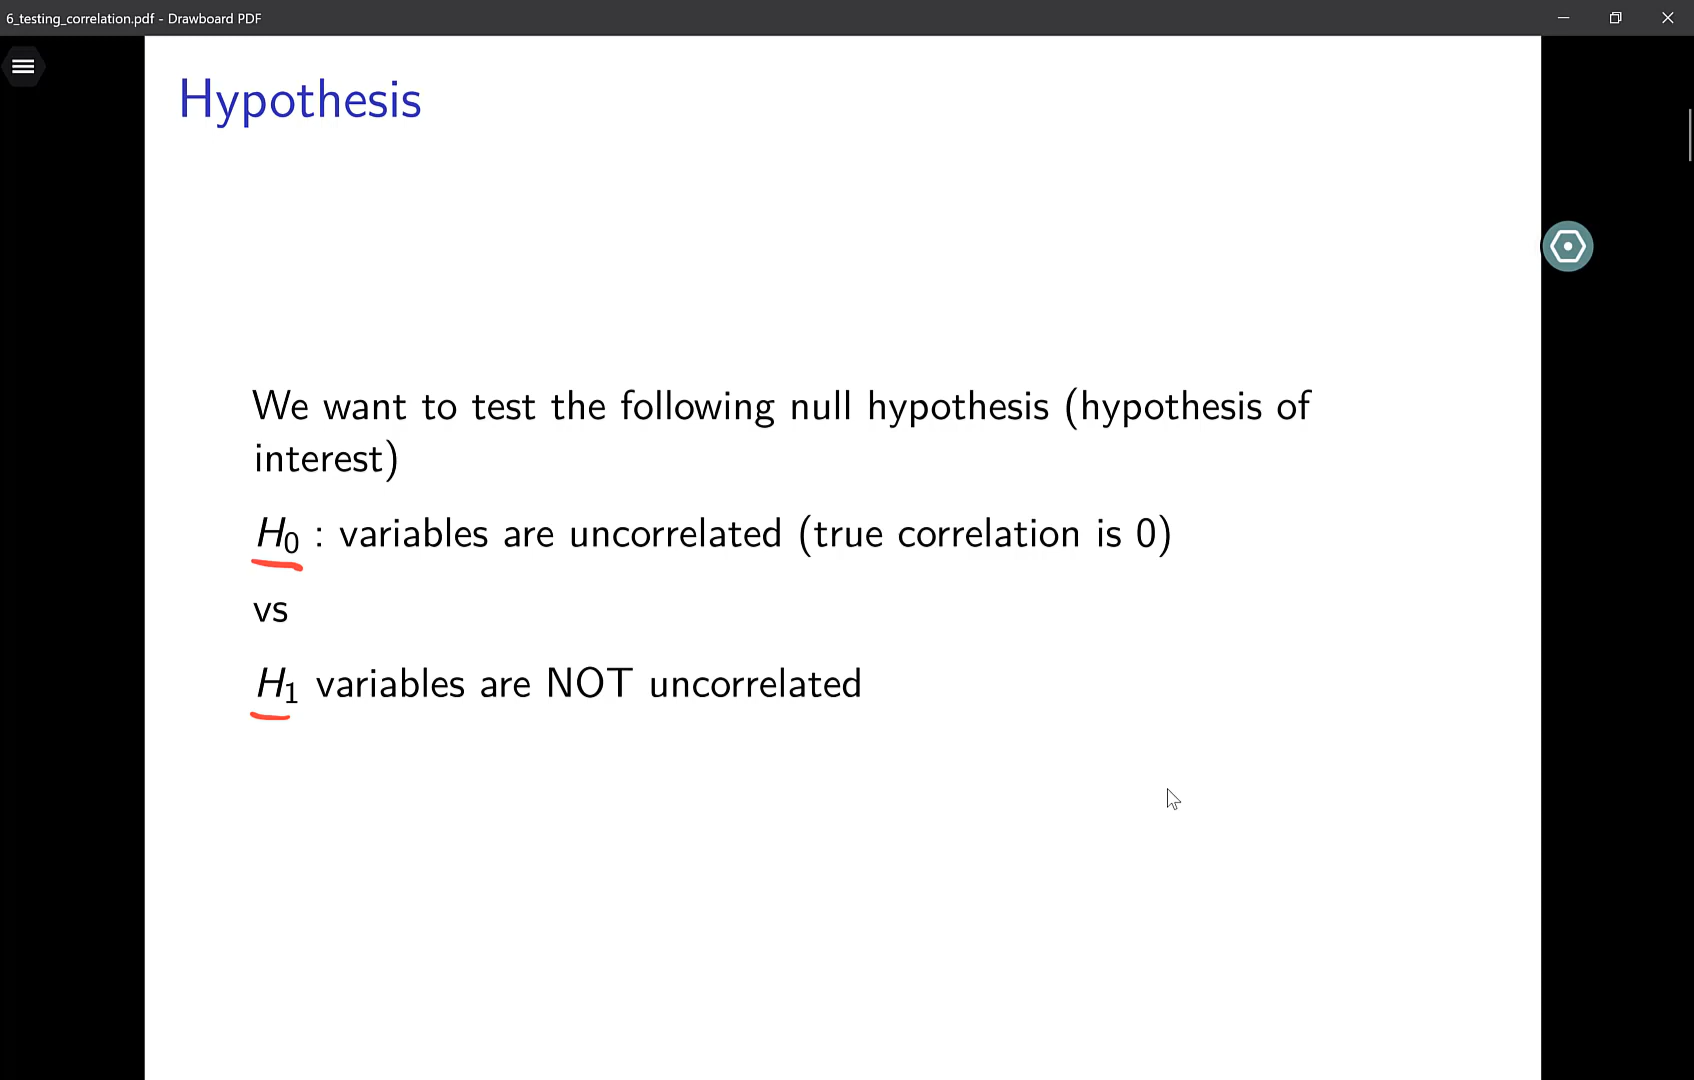 6_testing_correlation.pdf - Drawboard PDF
Hypothesis
We want to test the following null hypothesis (hypothesis of
interest)
H₀ : variables are uncorrelated (true correlation is 0)
vs
H₁ variables are NOT uncorrelated